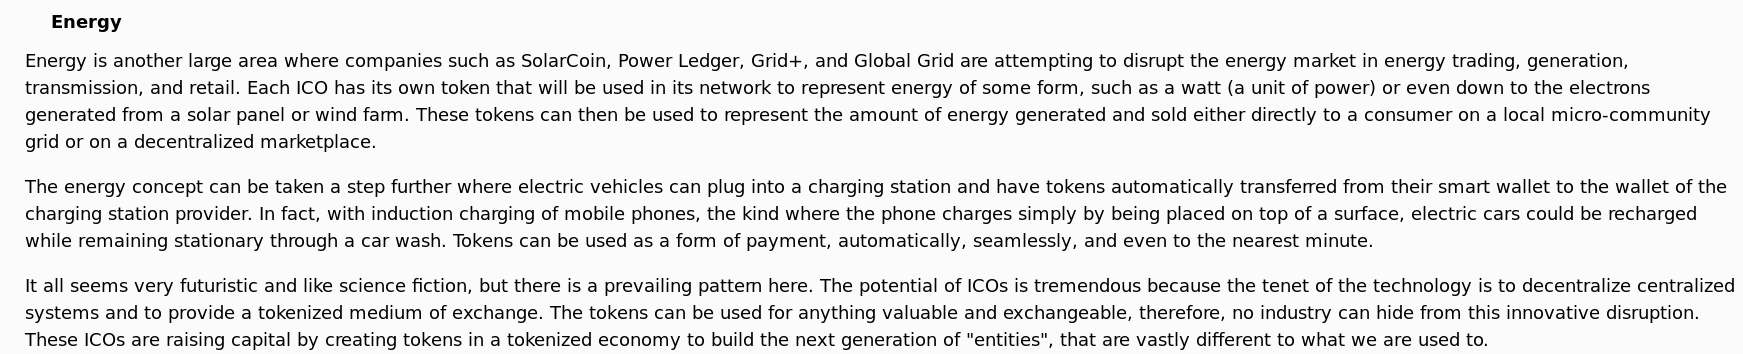 Energy
Energy is another large area where companies such as SolarCoin, Power Ledger, Grid+, and Global Grid are attempting to disrupt the energy market in energy trading, generation,
transmission, and retail. Each ICO has its own token that will be used in its network to represent energy of some form, such as a watt (a unit of power) or even down to the electrons
generated from a solar panel or wind farm. These tokens can then be used to represent the amount of energy generated and sold either directly to a consumer on a local micro-community
grid or on a decentralized marketplace.
The energy concept can be taken a step further where electric vehicles can plug into a charging station and have tokens automatically transferred from their smart wallet to the wallet of the
charging station provider. In fact, with induction charging of mobile phones, the kind where the phone charges simply by being placed on top of a surface, electric cars could be recharged
while remaining stationary through a car wash. Tokens can be used as a form of payment, automatically, seamlessly, and even to the nearest minute.
It all seems very futuristic and like science fiction, but there is a prevailing pattern here. The potential of ICOs is tremendous because the tenet of the technology is to decentralize centralized
systems and to provide a tokenized medium of exchange. The tokens can be used for anything valuable and exchangeable, therefore, no industry can hide from this innovative disruption.
These ICOs are raising capital by creating tokens in a tokenized economy to build the next generation of "entities", that are vastly different to what we are used to.